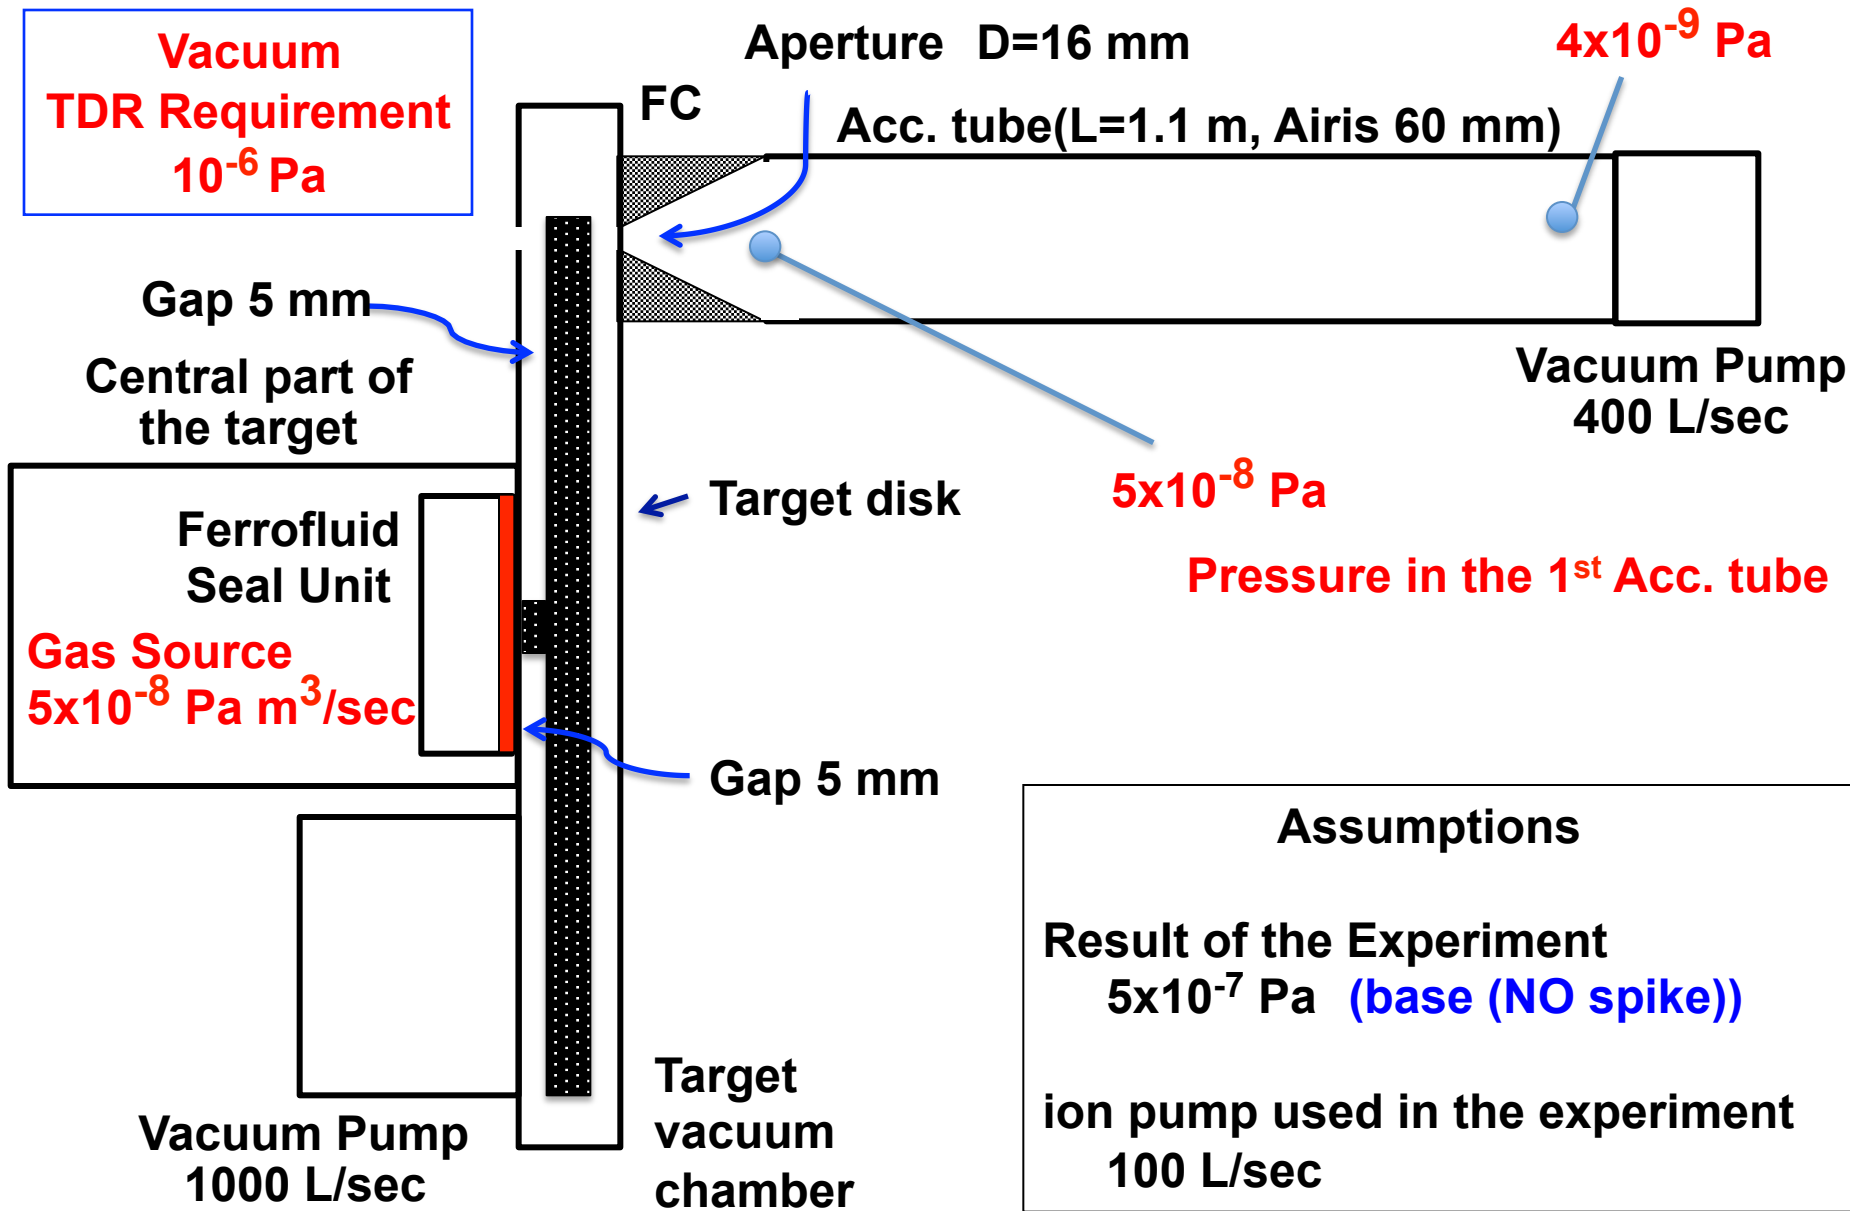 Vacuum
TDR Requirement
10⁻⁶ Pa
Aperture D=16 mm
4x10⁻⁹ Pa
FC
Acc. tube(L=1.1 m, Airis 60 mm)
Gap 5 mm
Central part of
the target
Vacuum Pump
400 L/sec
Ferrofluid
Seal Unit
Target disk
5x10⁻⁸ Pa
Pressure in the 1ˢᵗ Acc. tube
Gas Source
5x10⁻⁸ Pa m³/sec
Gap 5 mm
Assumptions
Result of the Experiment
5x10⁻⁷ Pa (base (NO spike))
ion pump used in the experiment
100 L/sec
Vacuum Pump
1000 L/sec
Target
vacuum
chamber